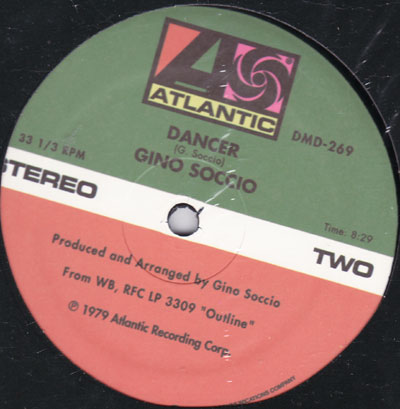 ATLANTIC
DMD-269
DANCER
(G. Soccio)
GINO SOCCIO
33 1/3 RPM
STEREO
Time: 8:29
TWO
Produced and Arranged by Gino Soccio
From WB, RFC LP 3309 "Outline"
℗ 1979 Atlantic Recording Corp.
COMPANY